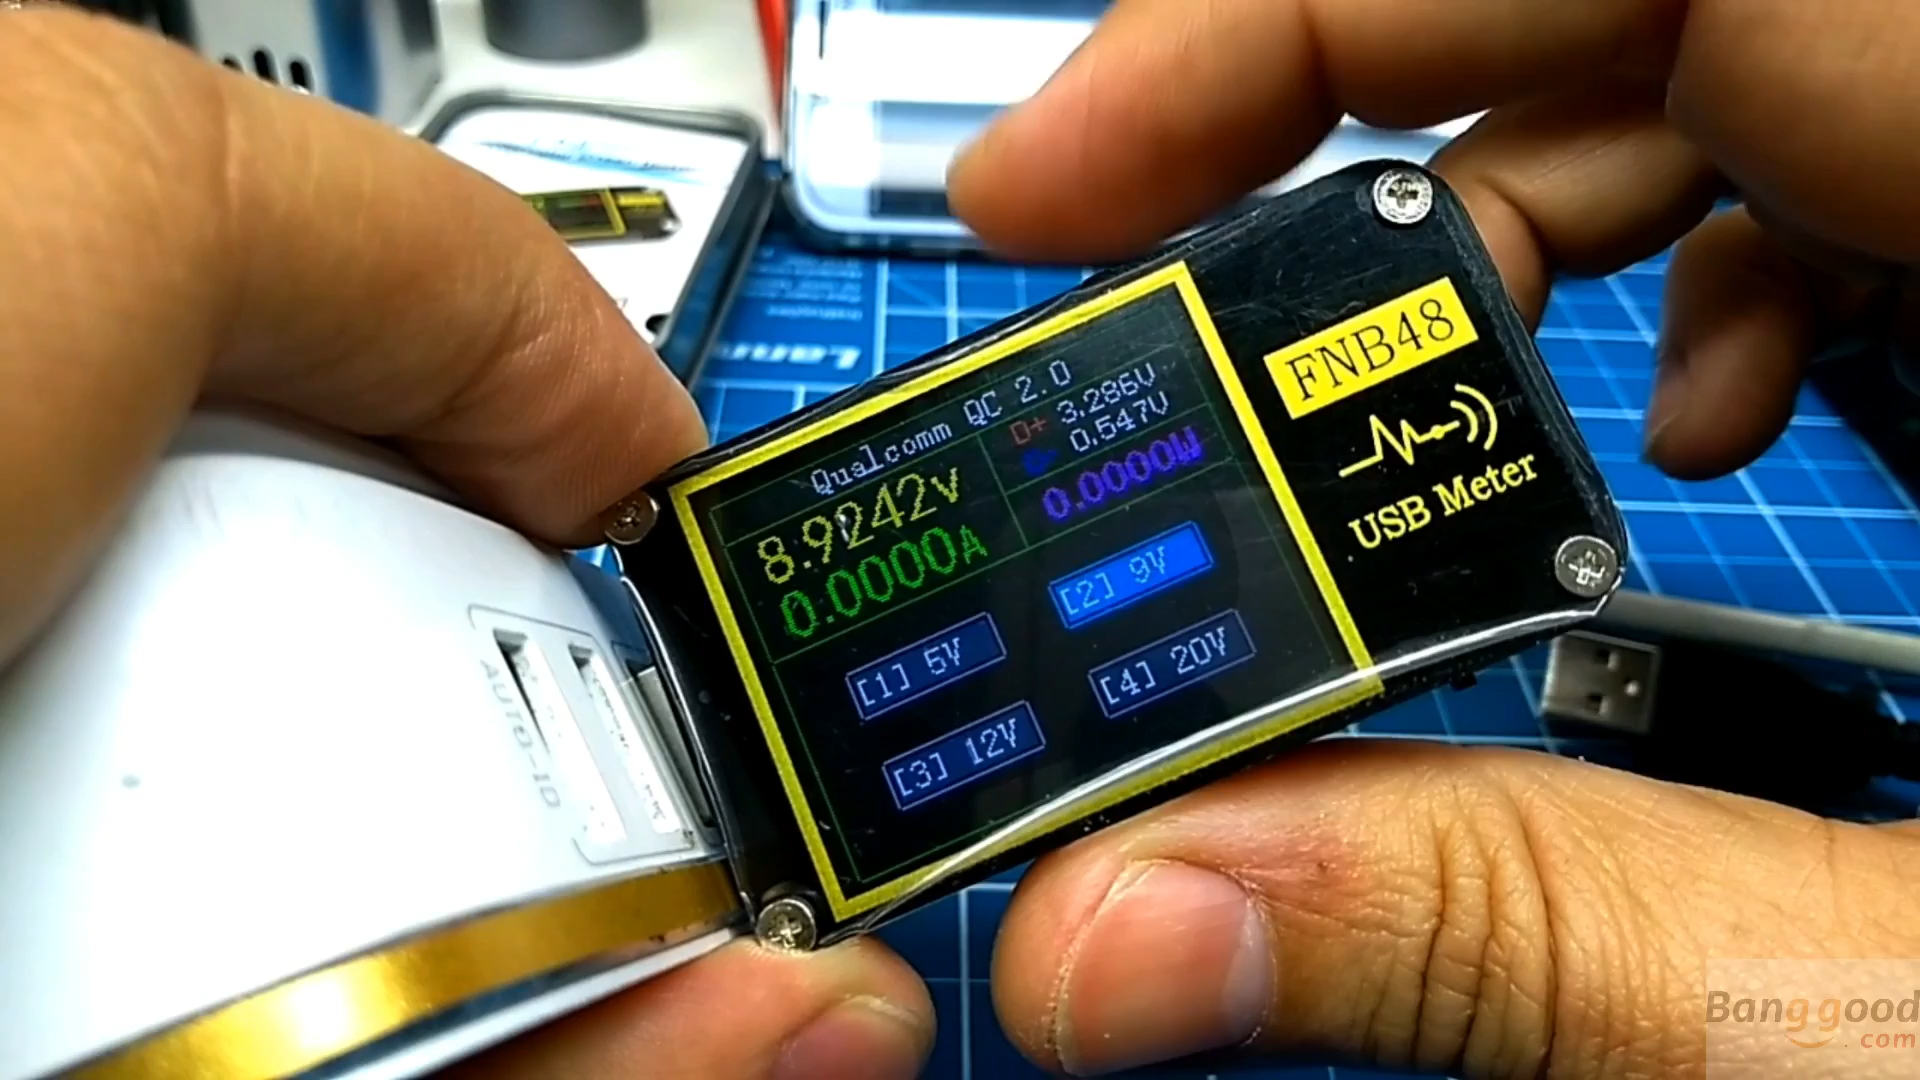 Qualcomm QC 2.0
8.9242V
0.0000A
D+ 3.286V
0.547V
0.0000W
[1] 5V
[2] 9V
[3] 12V
[4] 20V
FNB48
USB Meter
AUTO-ID
Banggood
.com